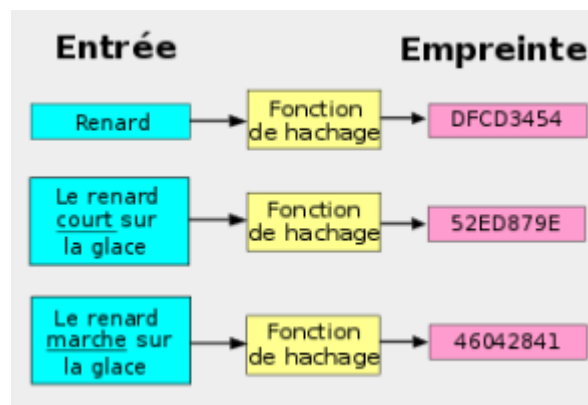 Entrée
Empreinte
Renard
Fonction
de hachage
DFCD3454
Le renard
court sur
la glace
Fonction
de hachage
52ED879E
Le renard
marche sur
la glace
Fonction
de hachage
46042841